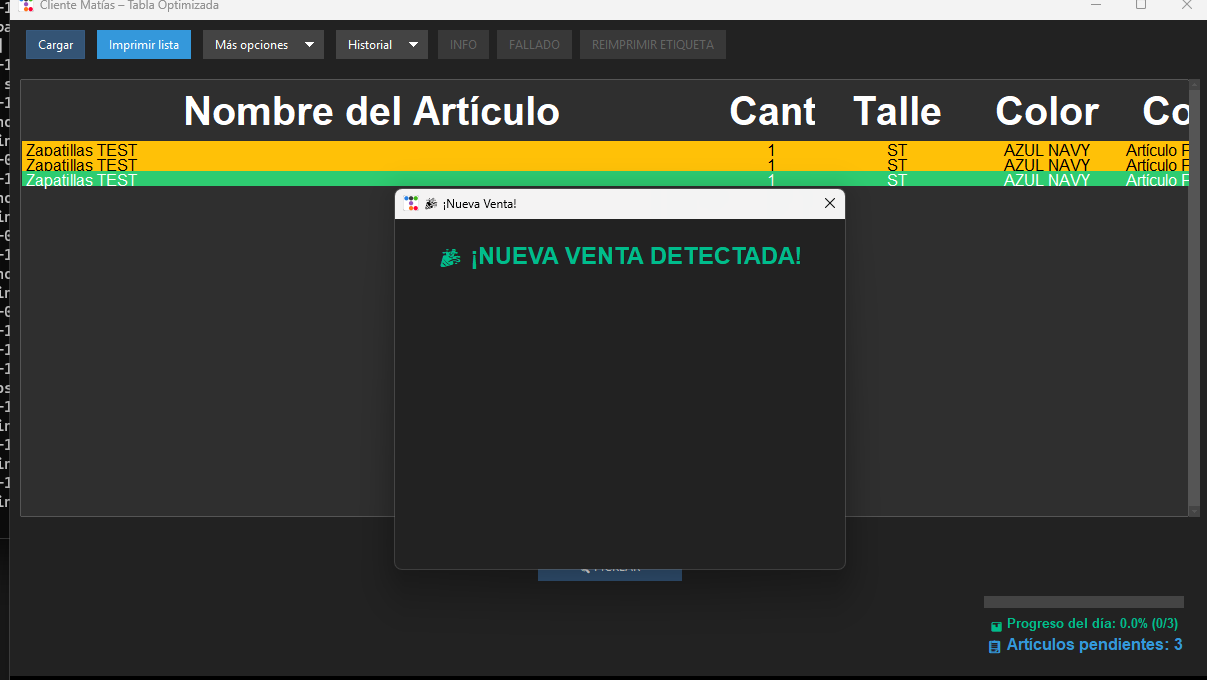 Cliente Matías – Tabla Optimizada
Cargar Imprimir lista Más opciones Historial INFO FALLADO REIMPRIMIR ETIQUETA
Nombre del Artículo Cant Talle Color Co
Zapatillas TEST 1 ST AZUL NAVY Artículo F
Zapatillas TEST 1 ST AZUL NAVY Artículo F
Zapatillas TEST 1 ST AZUL NAVY Artículo F
¡Nueva Venta!
¡NUEVA VENTA DETECTADA!
Progreso del día: 0.0% (0/3)
Artículos pendientes: 3